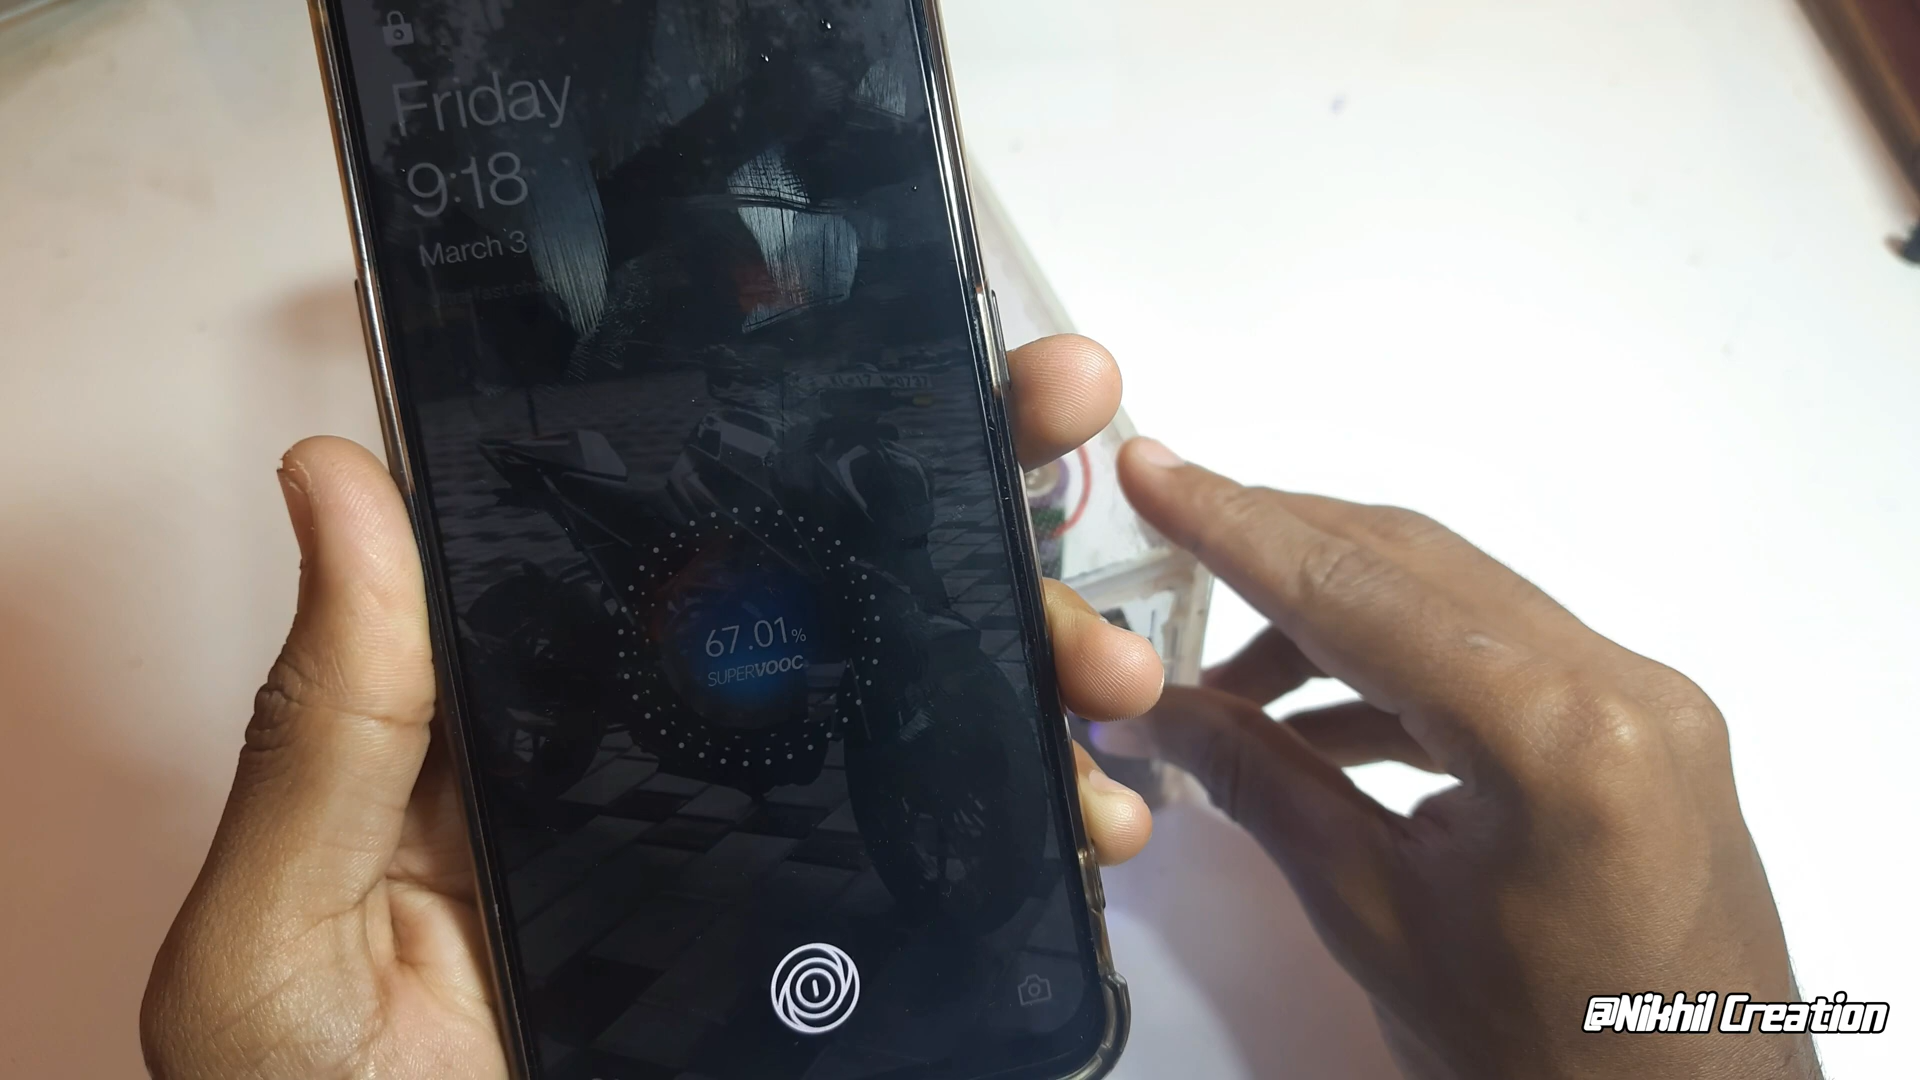 Friday
9:18
March 3
67.01%
SUPERVOOC
@Nikhil Creation